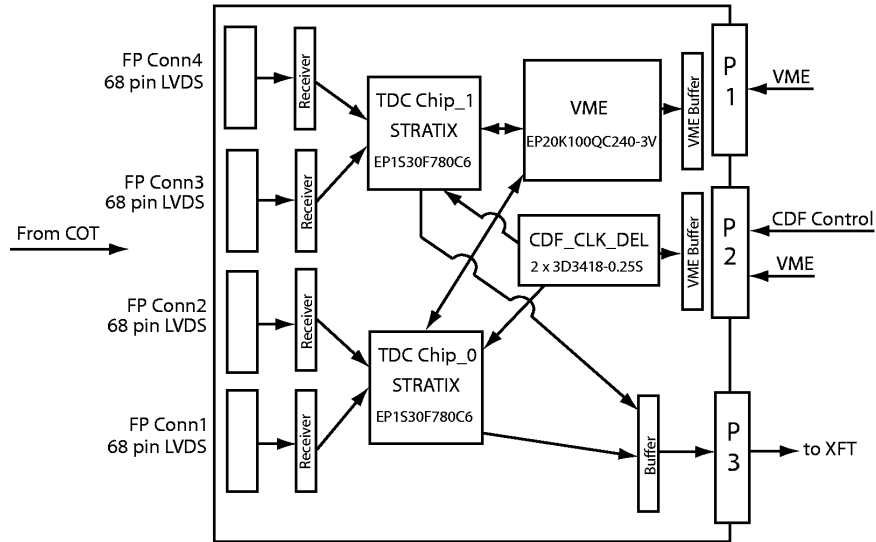 FP Conn4
68 pin LVDS
Receiver
TDC Chip_1
STRATIX
EP1S30F780C6
VME
EP20K100QC240-3V
VME Buffer
P
1
VME
FP Conn3
68 pin LVDS
Receiver
From COT
CDF_CLK_DEL
2 x 3D3418-0.25S
VME Buffer
P
2
CDF Control
VME
FP Conn2
68 pin LVDS
Receiver
TDC Chip_0
STRATIX
EP1S30F780C6
FP Conn1
68 pin LVDS
Receiver
Buffer
P
3
to XFT